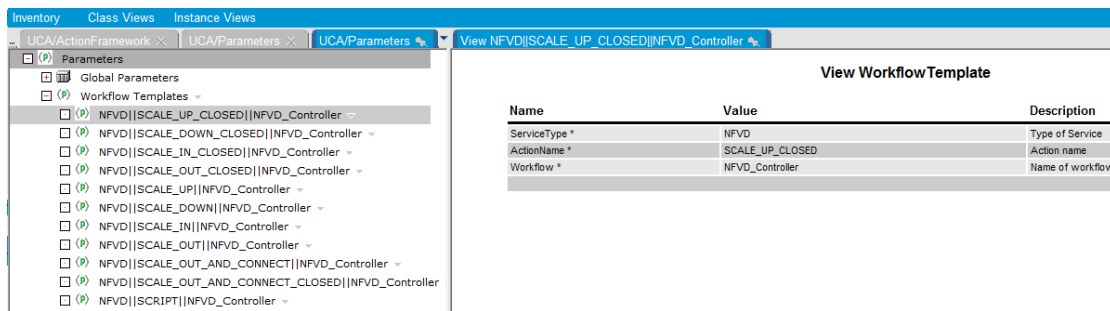 Inventory Class Views Instance Views
... UCA/ActionFramework UCA/Parameters UCA/Parameters View NFVD||SCALE_UP_CLOSED||NFVD_Controller
(P) Parameters
Global Parameters
(P) Workflow Templates
(P) NFVD||SCALE_UP_CLOSED||NFVD_Controller
(P) NFVD||SCALE_DOWN_CLOSED||NFVD_Controller
(P) NFVD||SCALE_IN_CLOSED||NFVD_Controller
(P) NFVD||SCALE_OUT_CLOSED||NFVD_Controller
(P) NFVD||SCALE_UP||NFVD_Controller
(P) NFVD||SCALE_DOWN||NFVD_Controller
(P) NFVD||SCALE_IN||NFVD_Controller
(P) NFVD||SCALE_OUT||NFVD_Controller
(P) NFVD||SCALE_OUT_AND_CONNECT||NFVD_Controller
(P) NFVD||SCALE_OUT_AND_CONNECT_CLOSED||NFVD_Controller
(P) NFVD||SCRIPT||NFVD_Controller
View WorkflowTemplate
Name Value Description
ServiceType * NFVD Type of Service
ActionName * SCALE_UP_CLOSED Action name
Workflow * NFVD_Controller Name of workflow